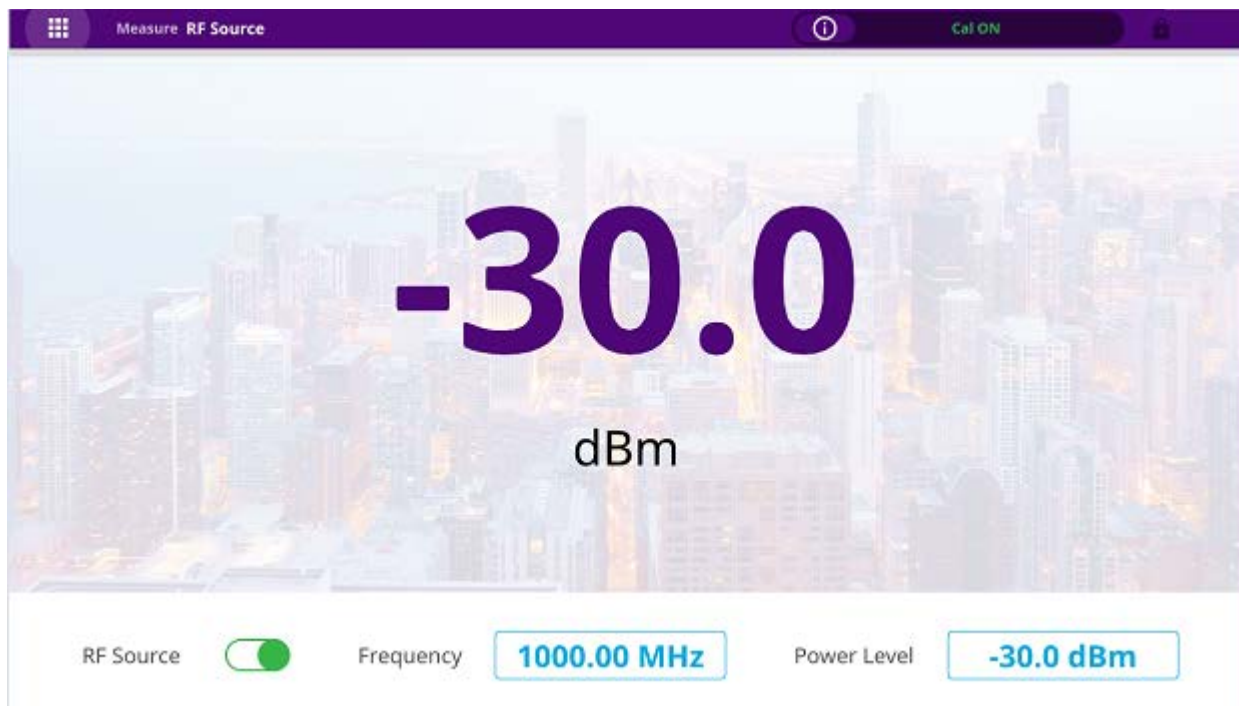 Measure RF Source
Cal ON
-30.0
dBm
RF Source
Frequency
1000.00 MHz
Power Level
-30.0 dBm